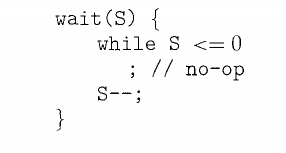 wait(S) {
while S <= 0
; // no-op
S--;
}